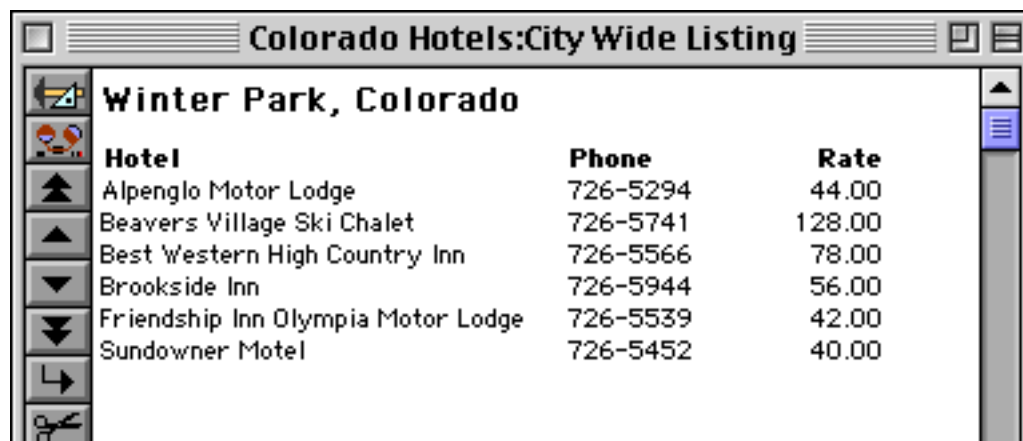 Colorado Hotels:City Wide Listing
Winter Park, Colorado
Hotel Phone Rate
Alpenglo Motor Lodge 726-5294 44.00
Beavers Village Ski Chalet 726-5741 128.00
Best Western High Country Inn 726-5566 78.00
Brookside Inn 726-5944 56.00
Friendship Inn Olympia Motor Lodge 726-5539 42.00
Sundowner Motel 726-5452 40.00